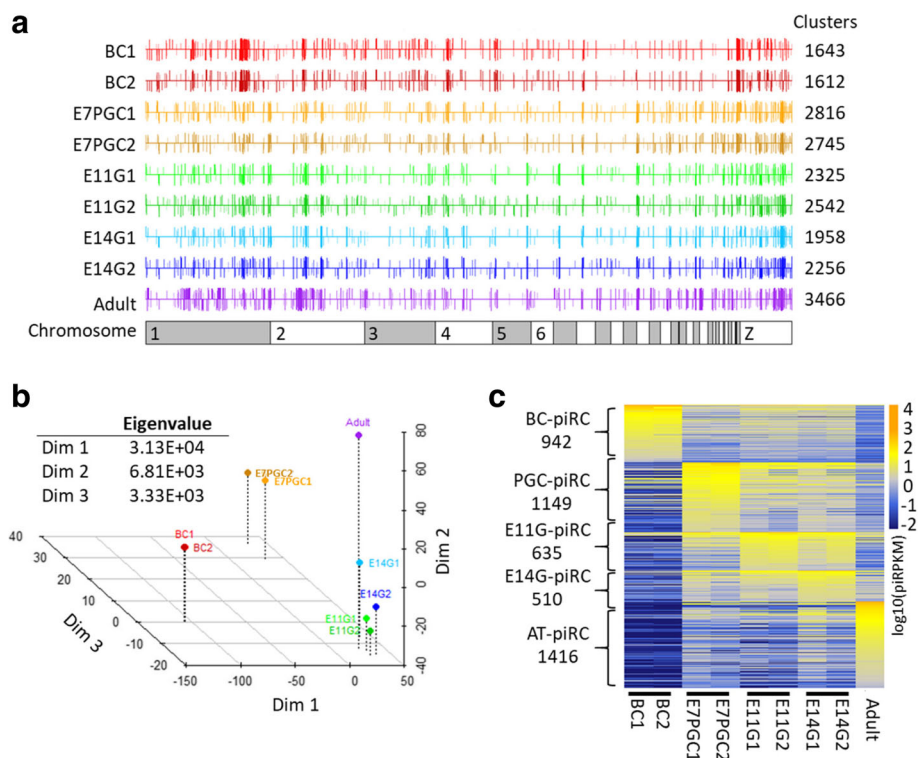 a
Clusters
BC1 1643
BC2 1612
E7PGC1 2816
E7PGC2 2745
E11G1 2325
E11G2 2542
E14G1 1958
E14G2 2256
Adult 3466
Chromosome 1 2 3 4 5 6 Z
b
Eigenvalue
Dim 1 3.13E+04
Dim 2 6.81E+03
Dim 3 3.33E+03
Adult
E7PGC2
E7PGC1
BC1
BC2
E14G1
E14G2
E11G1
E11G2
80
60
40
20
0
-20
-40
Dim 2
40
30
20
10
0
-10
-20
Dim 3
-150 -100 -50 0 50
Dim 1
c
BC-piRC
942
PGC-piRC
1149
E11G-piRC
635
E14G-piRC
510
AT-piRC
1416
4
3
2
1
0
-1
-2
log10(piRPKM)
BC1 BC2 E7PGC1 E7PGC2 E11G1 E11G2 E14G1 E14G2 Adult